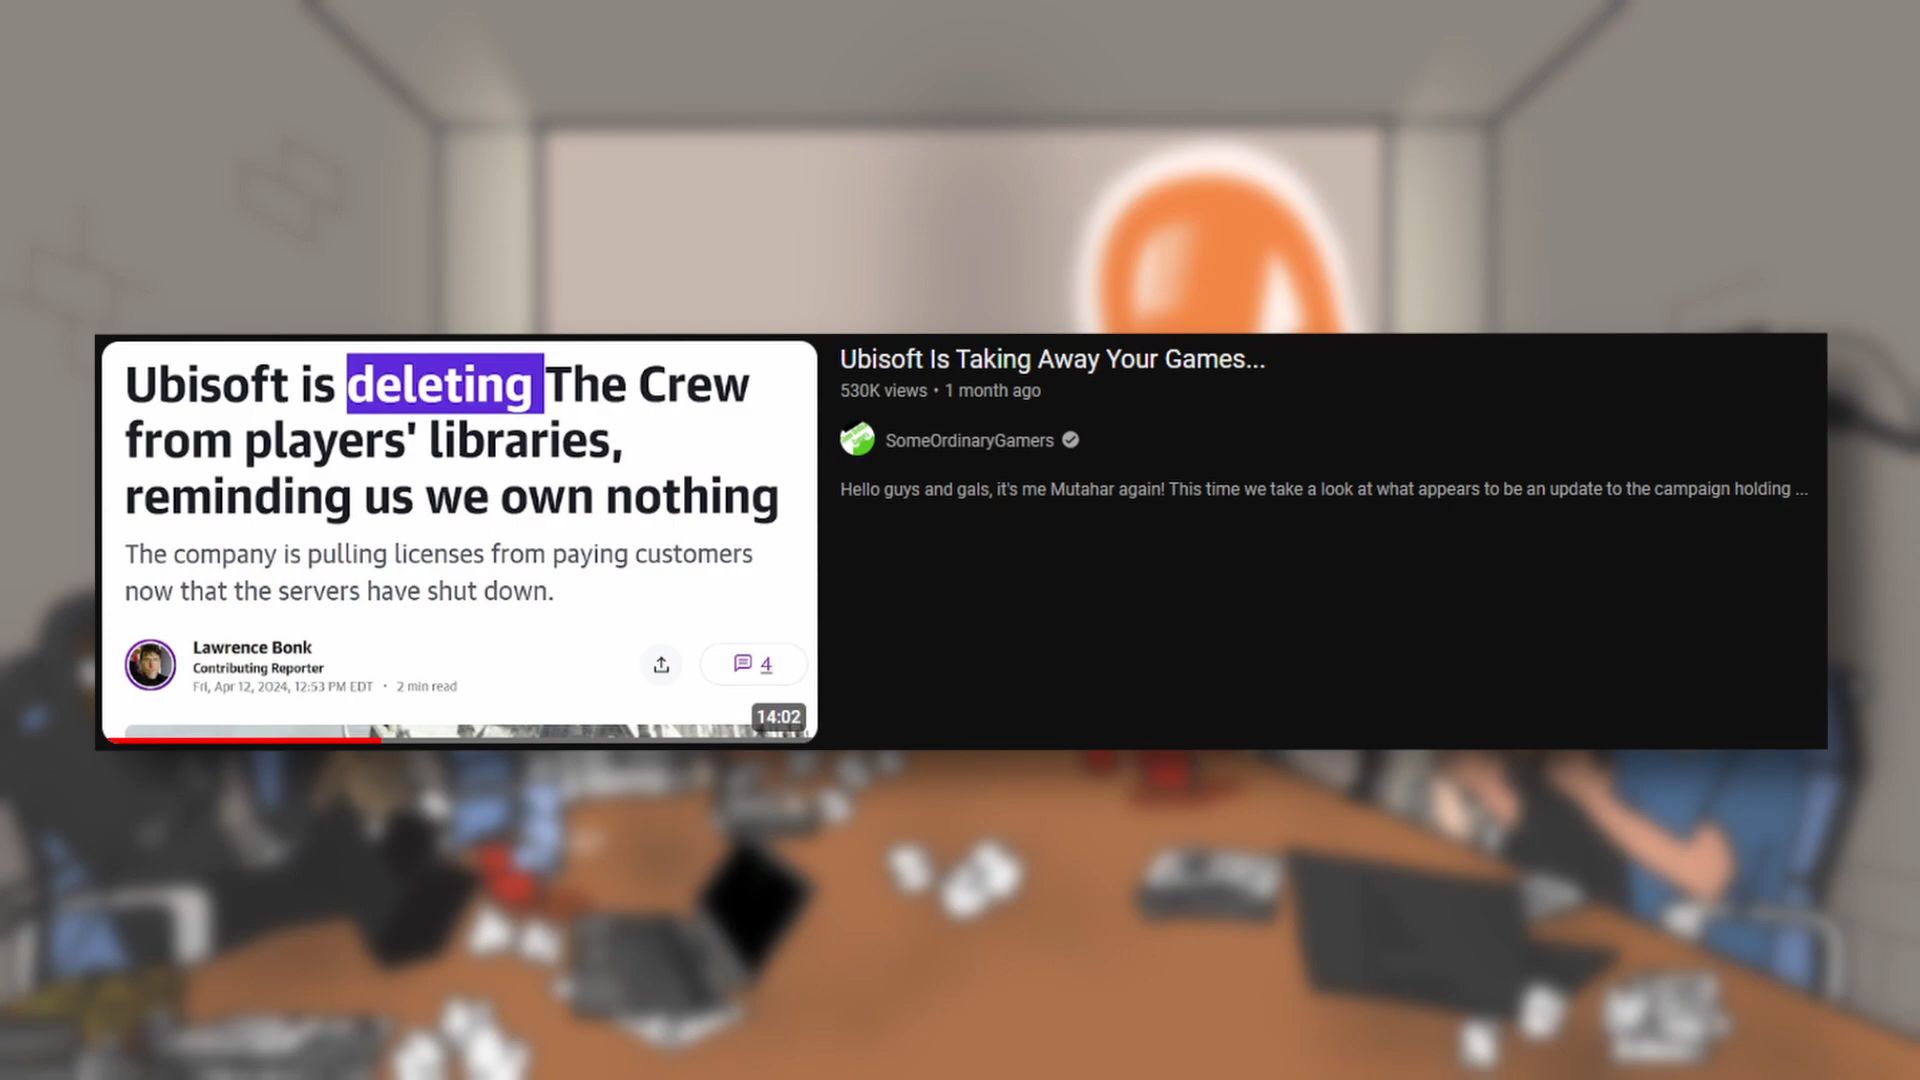 Ubisoft is deleting The Crew
from players' libraries,
reminding us we own nothing
The company is pulling licenses from paying customers
now that the servers have shut down.
Lawrence Bonk
Contributing Reporter
Fri, Apr 12, 2024, 12:53 PM EDT • 2 min read
4
14:02
Ubisoft Is Taking Away Your Games...
530K views • 1 month ago
SomeOrdinaryGamers
Hello guys and gals, it's me Mutahar again! This time we take a look at what appears to be an update to the campaign holding ...